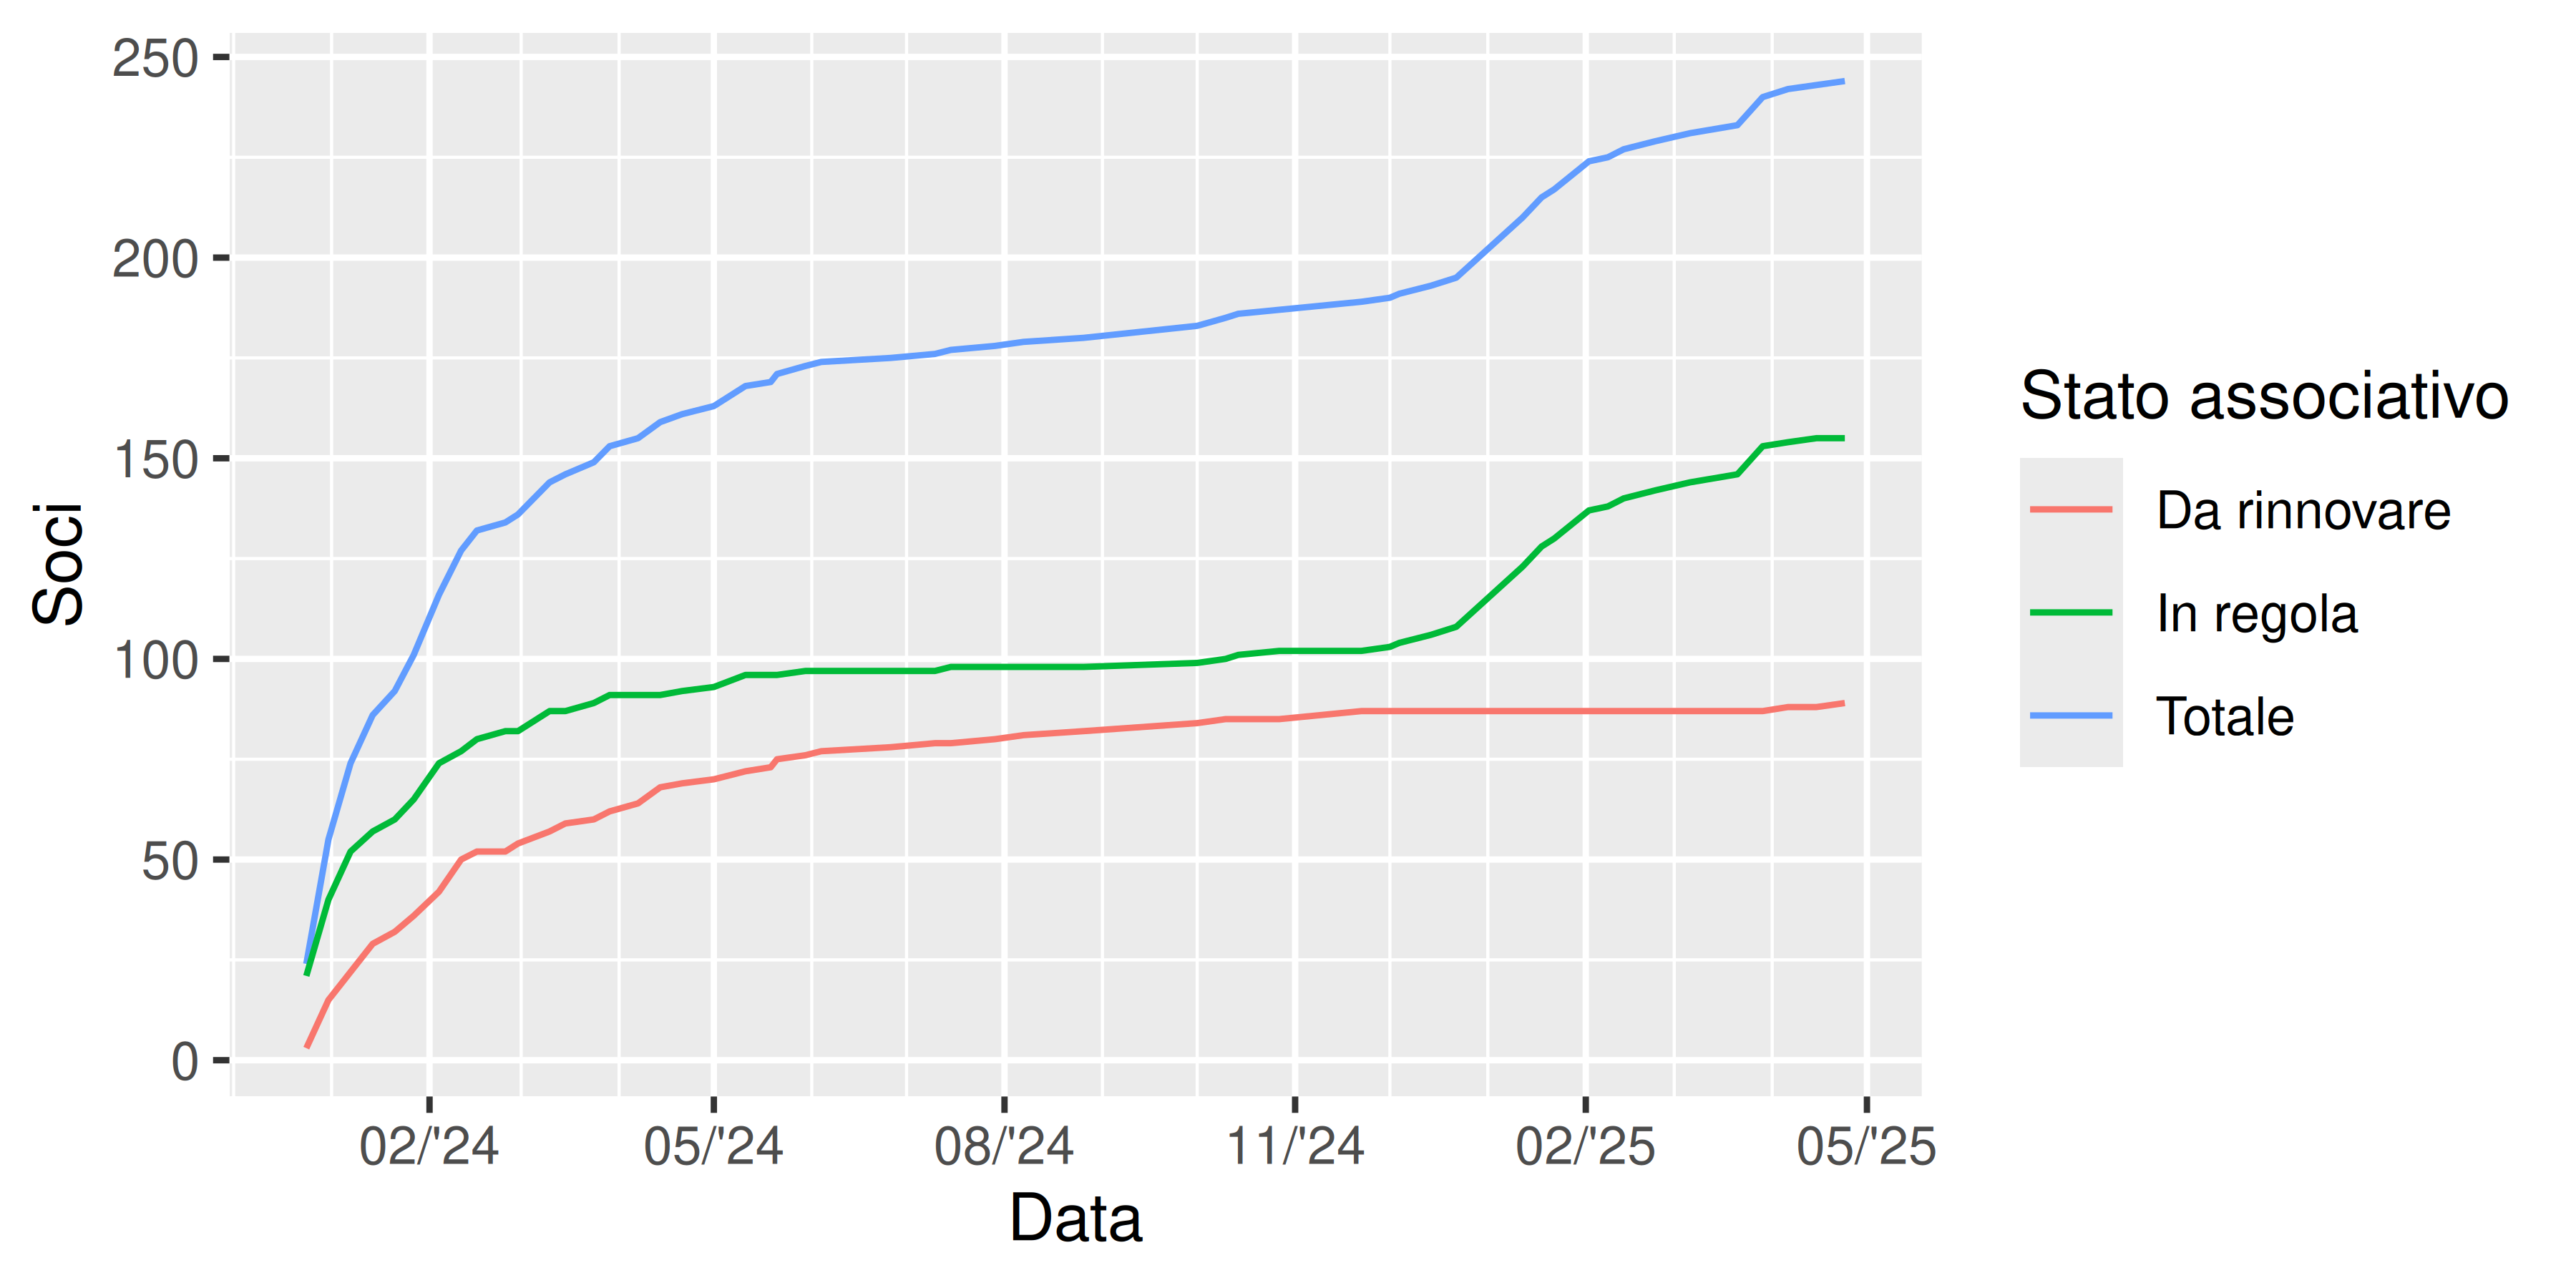 250
200
150
100
50
0
Soci
02/'24
05/'24
08/'24
11/'24
02/'25
05/'25
Data
Stato associativo
Da rinnovare
In regola
Totale